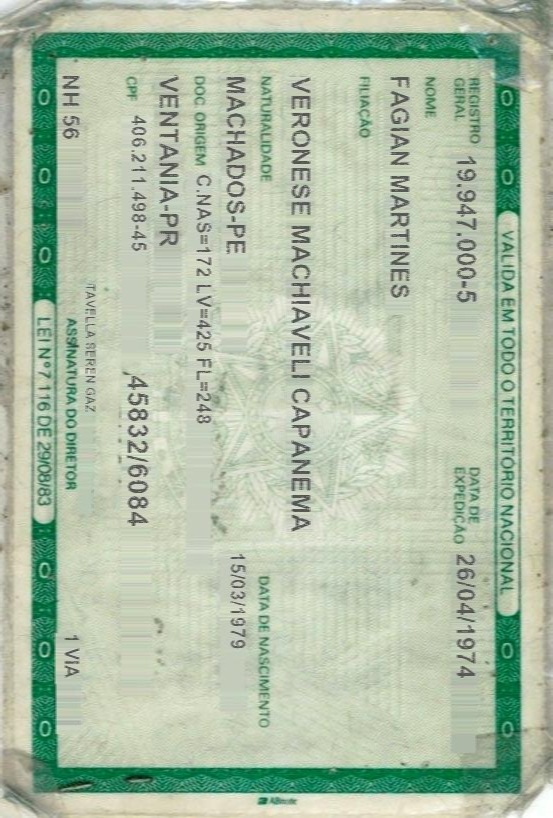 VALIDA EM TODO O TERRITÓRIO NACIONAL
REGISTRO GERAL 19.947.000-5 DATA DE EXPEDIÇÃO 26/04/1974
NOME
FAGIAN MARTINES
FILIAÇÃO
VERONESE MACHIAVELI CAPANEMA
NATURALIDADE DATA DE NASCIMENTO
MACHADOS-PE 15/03/1979
DOC ORIGEM C.NAS=172 LV=425 FL=248
VENTANIA-PR
CPF 406.211.498-45 45832/6084
TAVELLA SEREN GAZ
NH 56 ASSINATURA DO DIRETOR 1 VIA
LEI Nº 7.116 DE 29/08/83